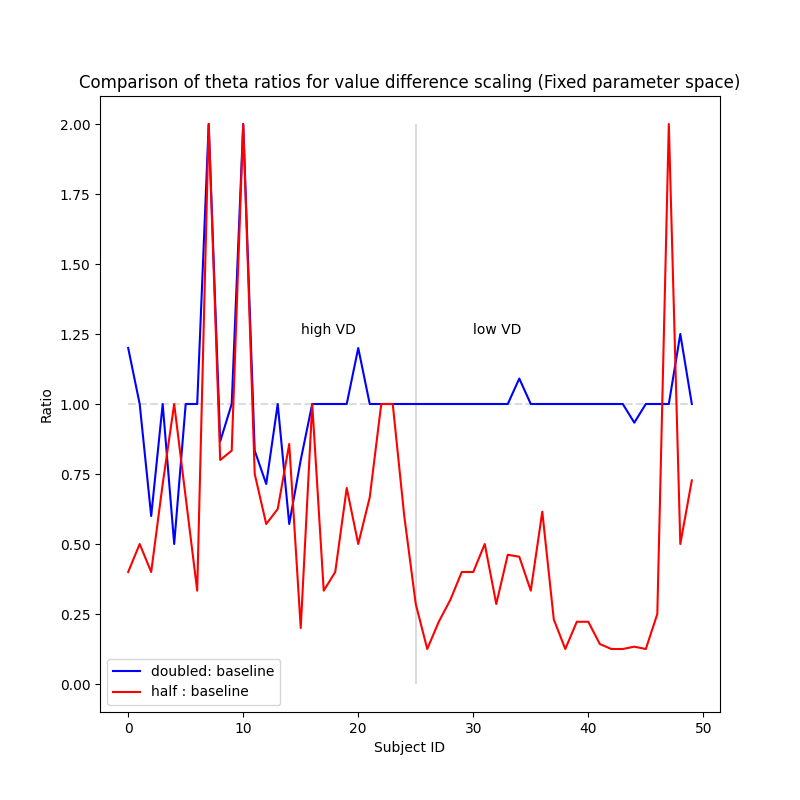 Comparison of theta ratios for value difference scaling (Fixed parameter space)
2.00
1.75
1.50
1.25
1.00
0.75
0.50
0.25
0.00
Ratio
high VD
low VD
doubled: baseline
half : baseline
0
10
20
30
40
50
Subject ID